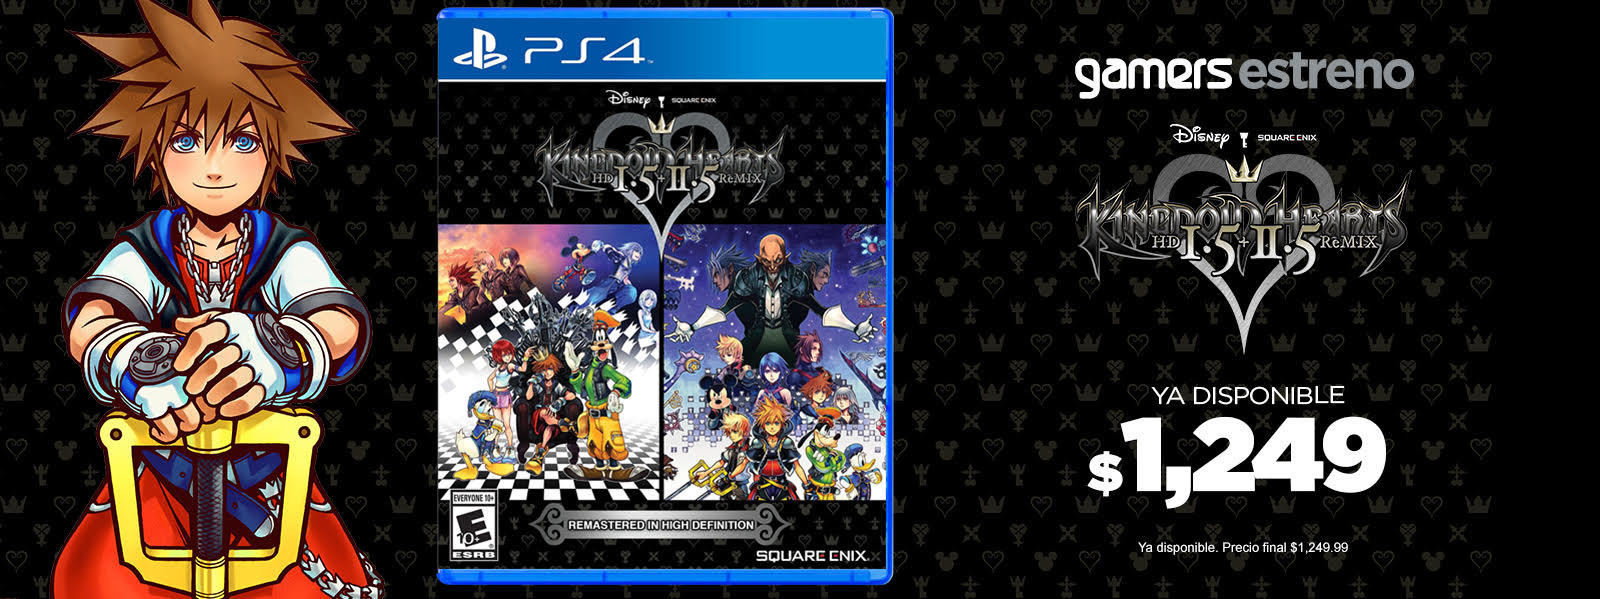 PS4
Disney SQUARE ENIX
KINGDOM HEARTS
HD I.5+II.5 ReMIX
EVERYONE 10+
E
10+
ESRB
REMASTERED IN HIGH DEFINITION
SQUARE ENIX.
gamers estreno
Disney SQUARE ENIX
KINGDOM HEARTS
HD I.5+II.5 ReMIX
YA DISPONIBLE
$1,249
Ya disponible. Precio final $1,249.99